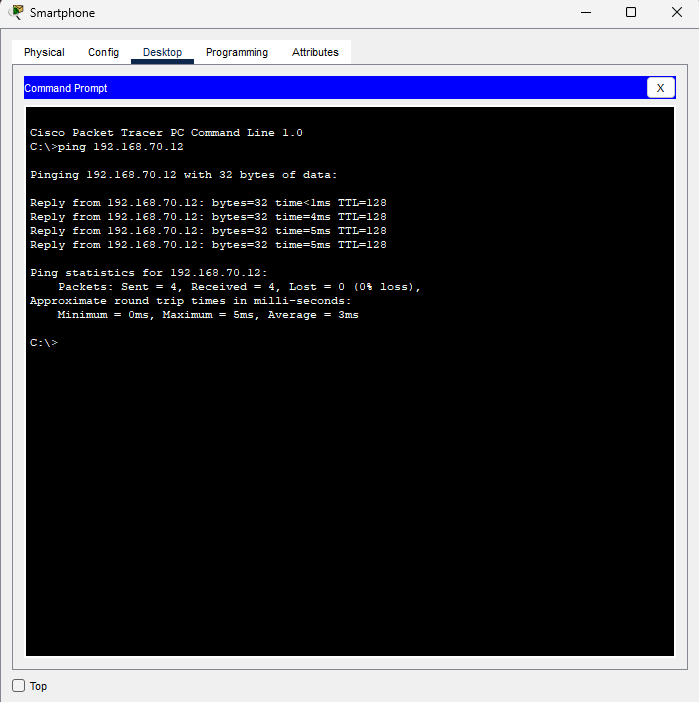 Smartphone
Physical Config Desktop Programming Attributes
Command Prompt X
Cisco Packet Tracer PC Command Line 1.0
C:\>ping 192.168.70.12
Pinging 192.168.70.12 with 32 bytes of data:
Reply from 192.168.70.12: bytes=32 time<1ms TTL=128
Reply from 192.168.70.12: bytes=32 time=4ms TTL=128
Reply from 192.168.70.12: bytes=32 time=5ms TTL=128
Reply from 192.168.70.12: bytes=32 time=5ms TTL=128
Ping statistics for 192.168.70.12:
    Packets: Sent = 4, Received = 4, Lost = 0 (0% loss),
Approximate round trip times in milli-seconds:
    Minimum = 0ms, Maximum = 5ms, Average = 3ms
C:\>
Top